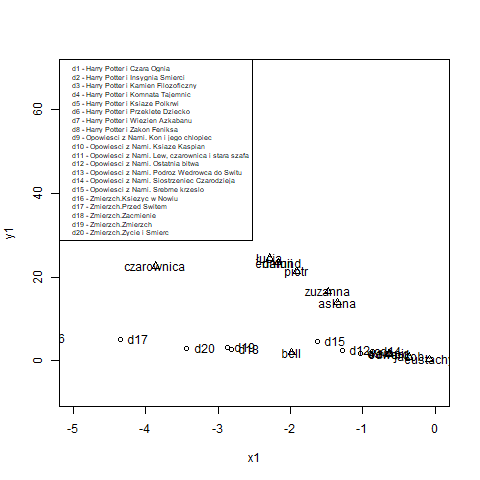 d1 - Harry Potter i Czara Ognia
d2 - Harry Potter i Insygnia Smierci
d3 - Harry Potter i Kamien Filozoficzny
d4 - Harry Potter i Komnata Tajemnic
d5 - Harry Potter i Ksiaze Polkrwi
d6 - Harry Potter i Przeklete Dziecko
d7 - Harry Potter i Wiezien Azkabanu
d8 - Harry Potter i Zakon Feniksa
d9 - Opowiesci z Narni. Kon i jego chlopiec
d10 - Opowiesci z Narni. Ksiaze Kaspian
d11 - Opowiesci z Narni. Lew, czarownica i stara szafa
d12 - Opowiesci z Narni. Ostatnia bitwa
d13 - Opowiesci z Narni. Podroz Wedrowca do Switu
d14 - Opowiesci z Narni. Siostrzeniec Czarodzieja
d15 - Opowiesci z Narni. Srebrne krzeslo
d16 - Zmierzch.Ksiezyc w Nowiu
d17 - Zmierzch.Przed Switem
d18 - Zmierzch.Zacmienie
d19 - Zmierzch.Zmierzch
d20 - Zmierzch.Zycie i Smierc
60
40
20
0
y1
lucja
czarownica
piotr
zuzanna
aslana
d17
d15
d20
d19
d18
bell
d12
d14
jacob
eustachy
-5 -4 -3 -2 -1 0
x1